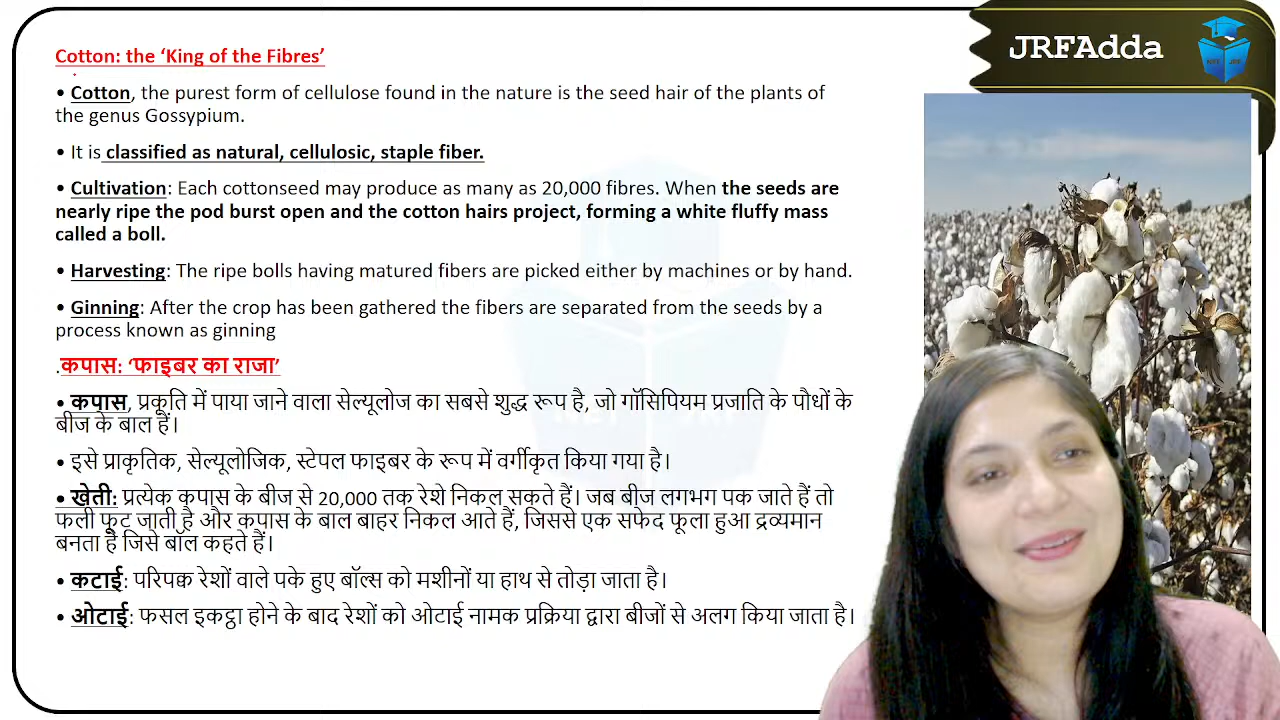 Cotton: the ‘King of the Fibres’
JRFAdda
• Cotton, the purest form of cellulose found in the nature is the seed hair of the plants of
the genus Gossypium.
• It is classified as natural, cellulosic, staple fiber.
• Cultivation: Each cottonseed may produce as many as 20,000 fibres. When the seeds are
nearly ripe the pod burst open and the cotton hairs project, forming a white fluffy mass
called a boll.
• Harvesting: The ripe bolls having matured fibers are picked either by machines or by hand.
• Ginning: After the crop has been gathered the fibers are separated from the seeds by a
process known as ginning
.कपास: ‘फाइबर का राजा’
• कपास, प्रकृति में पाया जाने वाला सेल्यूलोज का सबसे शुद्ध रूप है, जो गॉसिपियम प्रजाति के पौधों के
बीज के बाल हैं।
• इसे प्राकृतिक, सेल्यूलोजिक, स्टेपल फाइबर के रूप में वर्गीकृत किया गया है।
• खेती: प्रत्येक कपास के बीज से 20,000 तक रेशे निकल सकते हैं। जब बीज लगभग पक जाते हैं तो
फली फूट जाती है और कपास के बाल बाहर निकल आते हैं, जिससे एक सफेद फूला हुआ द्रव्यमान
बनता है जिसे बॉल कहते हैं।
• कटाई: परिपक्व रेशों वाले पके हुए बॉल्स को मशीनों या हाथ से तोड़ा जाता है।
• ओटाई: फसल इकट्ठा होने के बाद रेशों को ओटाई नामक प्रक्रिया द्वारा बीजों से अलग किया जाता है।